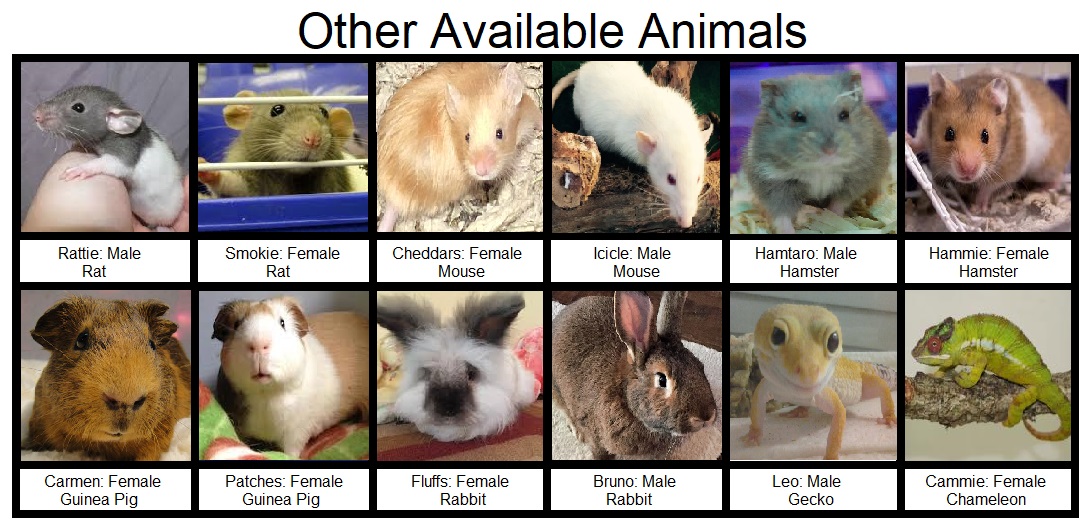 Other Available Animals
Rattie: Male
Rat
Smokie: Female
Rat
Cheddars: Female
Mouse
Icicle: Male
Mouse
Hamtaro: Male
Hamster
Hammie: Female
Hamster
Carmen: Female
Guinea Pig
Patches: Female
Guinea Pig
Fluffs: Female
Rabbit
Bruno: Male
Rabbit
Leo: Male
Gecko
Cammie: Female
Chameleon